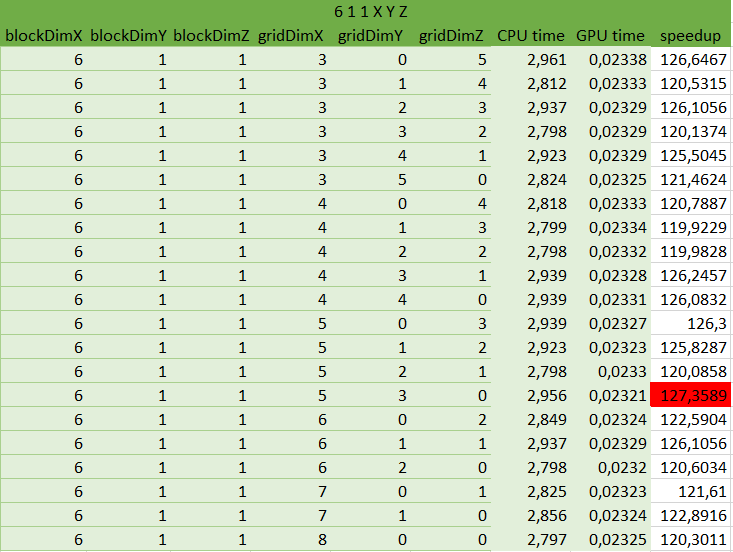 6 1 1 X Y Z
blockDimX blockDimY blockDimZ gridDimX gridDimY gridDimZ CPU time GPU time speedup
6 1 1 3 0 5 2,961 0,02338 126,6467
6 1 1 3 1 4 2,812 0,02333 120,5315
6 1 1 3 2 3 2,937 0,02329 126,1056
6 1 1 3 3 2 2,798 0,02329 120,1374
6 1 1 3 4 1 2,923 0,02329 125,5045
6 1 1 3 5 0 2,824 0,02325 121,4624
6 1 1 4 0 4 2,818 0,02333 120,7887
6 1 1 4 1 3 2,799 0,02334 119,9229
6 1 1 4 2 2 2,798 0,02332 119,9828
6 1 1 4 3 1 2,939 0,02328 126,2457
6 1 1 4 4 0 2,939 0,02331 126,0832
6 1 1 5 0 3 2,939 0,02327 126,3
6 1 1 5 1 2 2,923 0,02323 125,8287
6 1 1 5 2 1 2,798 0,0233 120,0858
6 1 1 5 3 0 2,956 0,02321 127,3589
6 1 1 6 0 2 2,849 0,02324 122,5904
6 1 1 6 1 1 2,937 0,02329 126,1056
6 1 1 6 2 0 2,798 0,0232 120,6034
6 1 1 7 0 1 2,825 0,02323 121,61
6 1 1 7 1 0 2,856 0,02324 122,8916
6 1 1 8 0 0 2,797 0,02325 120,3011